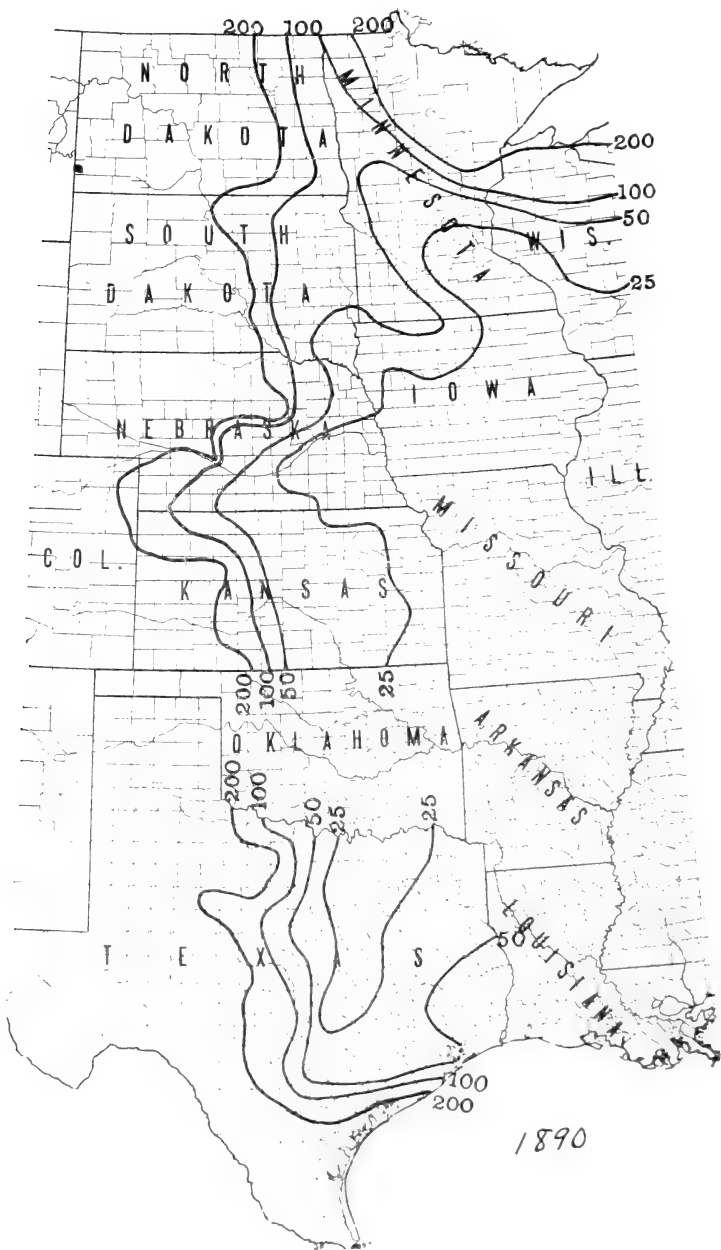 200 100 200
NORTH
DAKOTA
MINNESOTA
200
100
50
SOUTH
DAKOTA
WIS.
25
IOWA
NEBRASKA
ILL.
MISSOURI
COL.
KANSAS
200 100 50 25
OKLAHOMA
ARKANSAS
200 100 50 25 25
TEXAS
50
LOUISIANA
100
200
1890